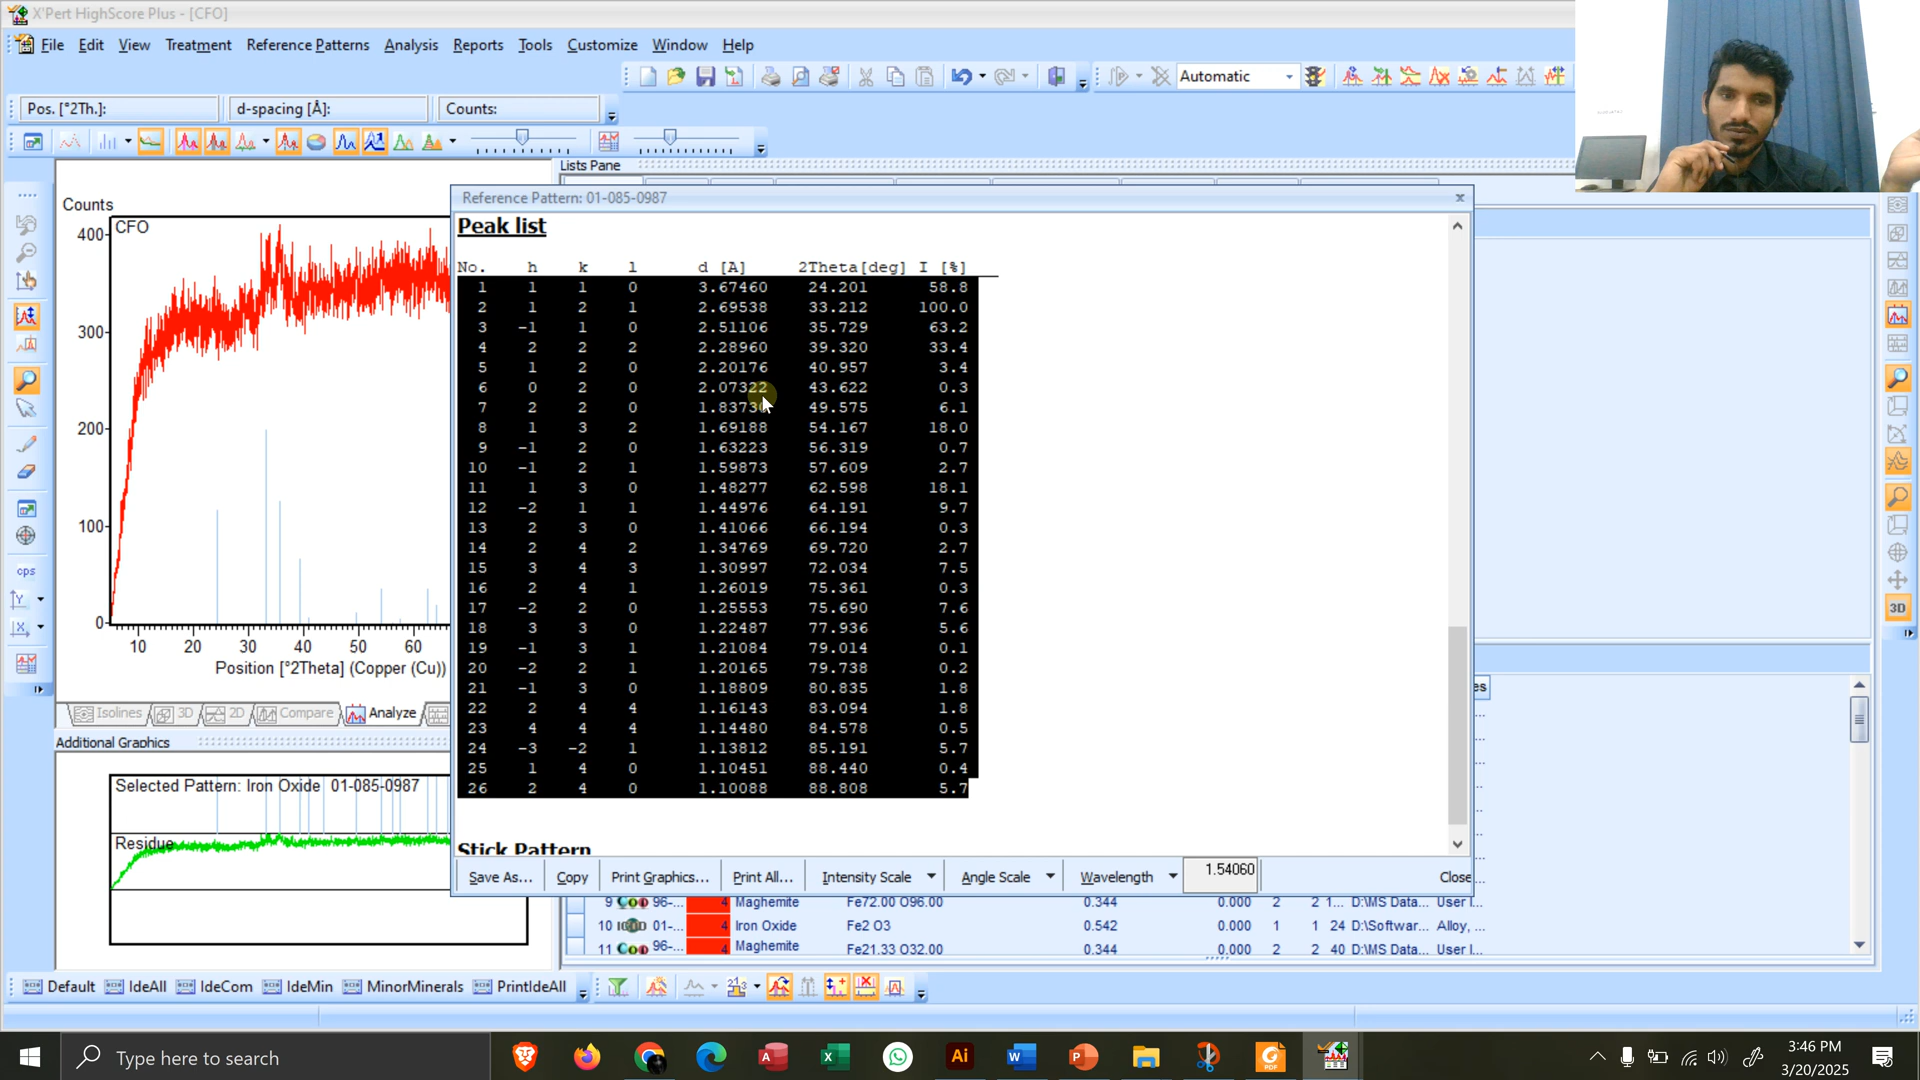 X'Pert HighScore Plus - [CFO]
File Edit View Treatment Reference Patterns Analysis Reports Tools Customize Window Help
Automatic
Pos. [°2Th.]: d-spacing [Å]: Counts:
Lists Pane
Counts
CFO
400
300
200
100
0
10 20 30 40 50 60
Position [°2Theta] (Copper (Cu))
ops
Y
X
3D
Isolines 3D 2D Compare Analyze
Additional Graphics
Selected Pattern: Iron Oxide 01-085-0987
Residue
Reference Pattern: 01-085-0987
Peak list
No. h k l d [A] 2Theta[deg] I [%]
1 1 1 0 3.67460 24.201 58.8
2 1 2 1 2.69538 33.212 100.0
3 -1 1 0 2.51106 35.729 63.2
4 2 2 2 2.28960 39.320 33.4
5 1 2 0 2.20176 40.957 3.4
6 0 2 0 2.07322 43.622 0.3
7 2 2 0 1.83730 49.575 6.1
8 1 3 2 1.69188 54.167 18.0
9 -1 2 0 1.63223 56.319 0.7
10 -1 2 1 1.59873 57.609 2.7
11 1 3 0 1.48277 62.598 18.1
12 -2 1 1 1.44976 64.191 9.7
13 2 3 0 1.41066 66.194 0.3
14 2 4 2 1.34769 69.720 2.7
15 3 4 3 1.30997 72.034 7.5
16 2 4 1 1.26019 75.361 0.3
17 -2 2 0 1.25553 75.690 7.6
18 3 3 0 1.22487 77.936 5.6
19 -1 3 1 1.21084 79.014 0.1
20 -2 2 1 1.20165 79.738 0.2
21 -1 3 0 1.18809 80.835 1.8
22 2 4 4 1.16143 83.094 1.8
23 4 4 4 1.14480 84.578 0.5
24 -3 -2 1 1.13812 85.191 5.7
25 1 4 0 1.10451 88.440 0.4
26 2 4 0 1.10088 88.808 5.7
Stick Pattern
Save As... Copy Print Graphics... Print All... Intensity Scale Angle Scale Wavelength 1.54060 Close
9 96-... 4 Maghemite Fe72.00 O96.00 0.344 0.000 2 2 1... D:\MS Data... User I...
10 01-... 4 Iron Oxide Fe2 O3 0.542 0.000 1 1 24 D:\Softwar... Alloy, ...
11 96-... 4 Maghemite Fe21.33 O32.00 0.344 0.000 2 2 40 D:\MS Data... User I...
Default IdeAll IdeCom IdeMin MinorMinerals PrintIdeAll
Type here to search
3:46 PM
3/20/2025